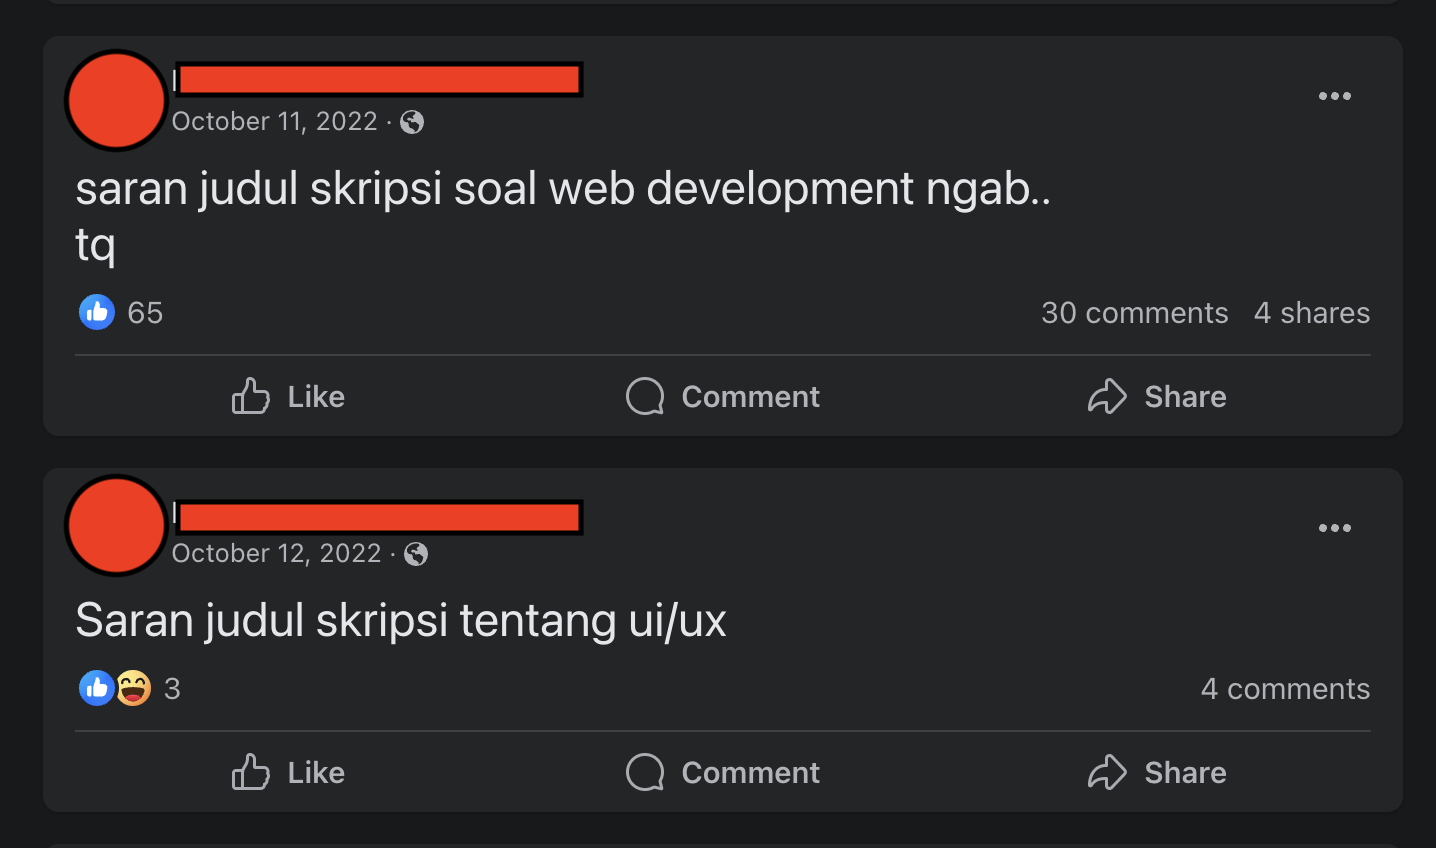 October 11, 2022 ·
saran judul skripsi soal web development ngab..
tq
65
30 comments 4 shares
Like Comment Share
October 12, 2022 ·
Saran judul skripsi tentang ui/ux
3
4 comments
Like Comment Share